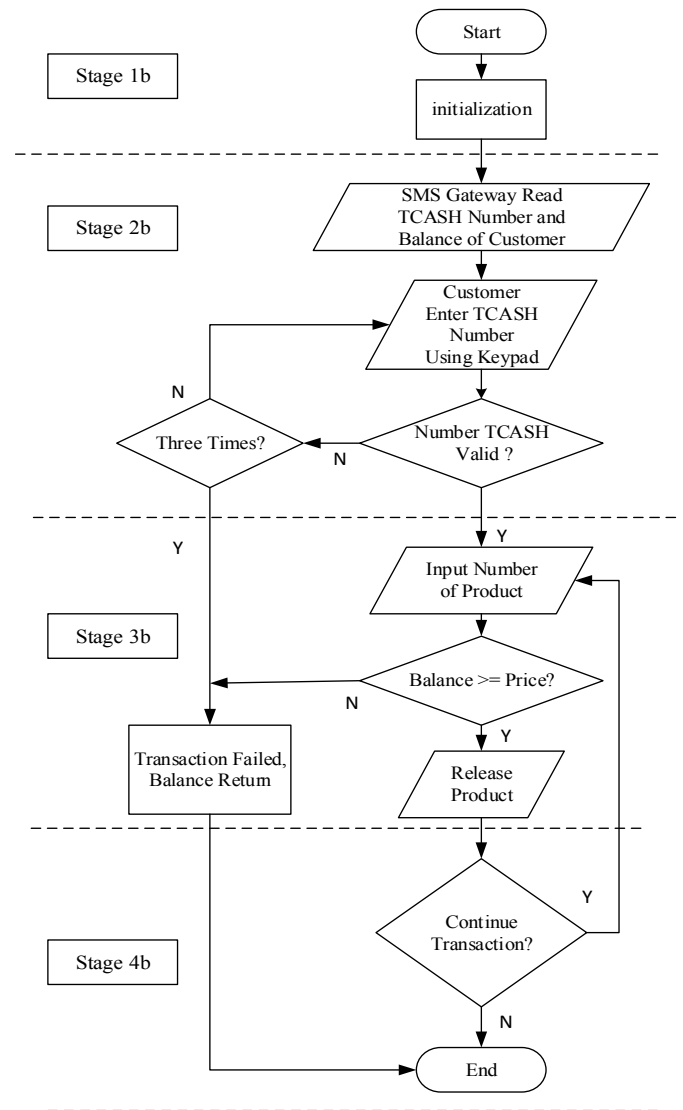 Start
Stage 1b
initialization
SMS Gateway Read
TCASH Number and
Balance of Customer
Stage 2b
Customer
Enter TCASH
Number
Using Keypad
N
Three Times?
N
Number TCASH
Valid ?
Y
Y
Input Number
of Product
Stage 3b
Balance >= Price?
N
Y
Transaction Failed,
Balance Return
Release
Product
Y
Continue
Transaction?
Stage 4b
N
End